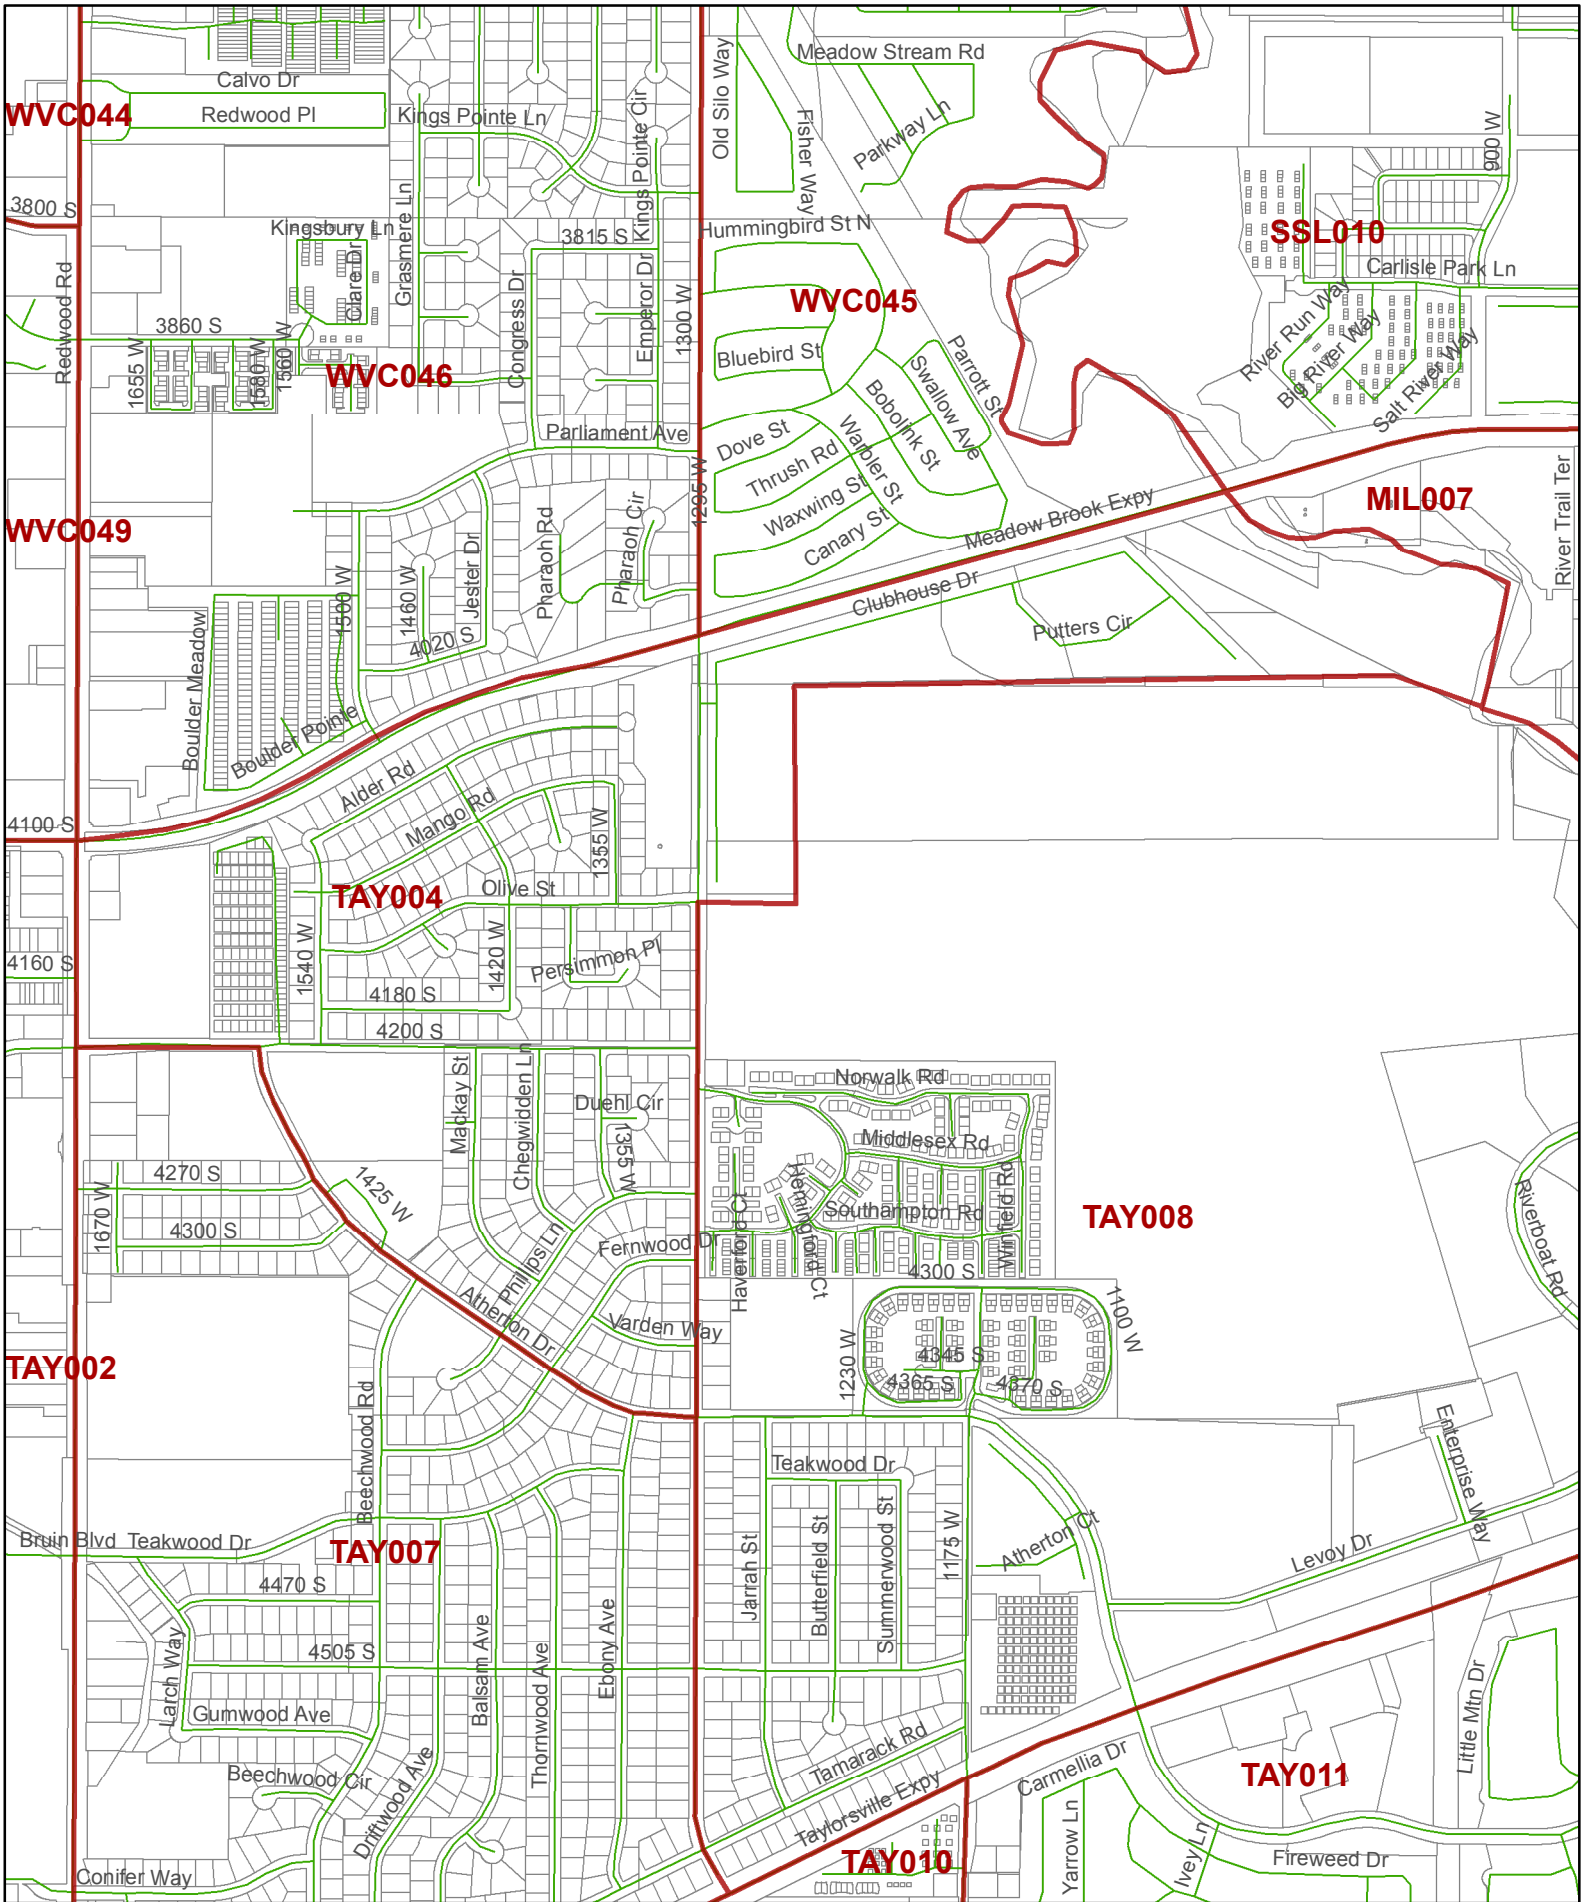 Calvo Dr
Redwood Pl
WVC044
Kings Pointe Ln
Kings Pointe Cir
Old Silo Way
Meadow Stream Rd
Fisher Way
Parkway Ln
900 W
3800 S
Kingsbury Ln
Clare Dr
Grasmere Ln
3815 S
Hummingbird St N
SSL010
Carlisle Park Ln
Redwood Rd
3860 S
1655 W
1580 W
1560 W
WVC046
Congress Dr
Emperor Dr
1300 W
WVC045
Bluebird St
Parrott St
Swallow Ave
Bobolink St
River Run Way
Big River Way
Salt River Way
Parliament Ave
Dove St
Thrush Rd
Warbler St
Waxwing St
Canary St
1295 W
Meadow Brook Expy
MIL007
River Trail Ter
WVC049
Pharaoh Rd
Pharaoh Cir
Jester Dr
1460 W
1500 W
4020 S
Clubhouse Dr
Putters Cir
Boulder Meadow
Boulder Pointe
Alder Rd
Mango Rd
1355 W
4100 S
TAY004
Olive St
1540 W
1420 W
Persimmon Pl
4160 S
4180 S
4200 S
Mackay St
Chegwidden Ln
Duehl Cir
1355 W
Norwalk Rd
Middlesex Rd
4270 S
1425 W
1670 W
4300 S
Hemingford Ct
Southampton Rd
Winfield Rd
Haverford Ct
TAY008
Riverboat Rd
Phillips Ln
Fernwood Dr
4300 S
Atherton Dr
Varden Way
1230 W
4345 S
4365 S
4370 S
1100 W
TAY002
Beechwood Rd
Enterprise Way
Teakwood Dr
Bruin Blvd
Teakwood Dr
TAY007
Jarrah St
Butterfield St
Summerwood St
1175 W
Atherton Ct
Levoy Dr
4470 S
4505 S
Larch Way
Gumwood Ave
Balsam Ave
Thornwood Ave
Ebony Ave
Little Mtn Dr
Beechwood Cir
Driftwood Ave
Tamarack Rd
Taylorsville Expy
Carmellia Dr
TAY011
TAY010
Yarrow Ln
Ivey Ln
Fireweed Dr
Conifer Way